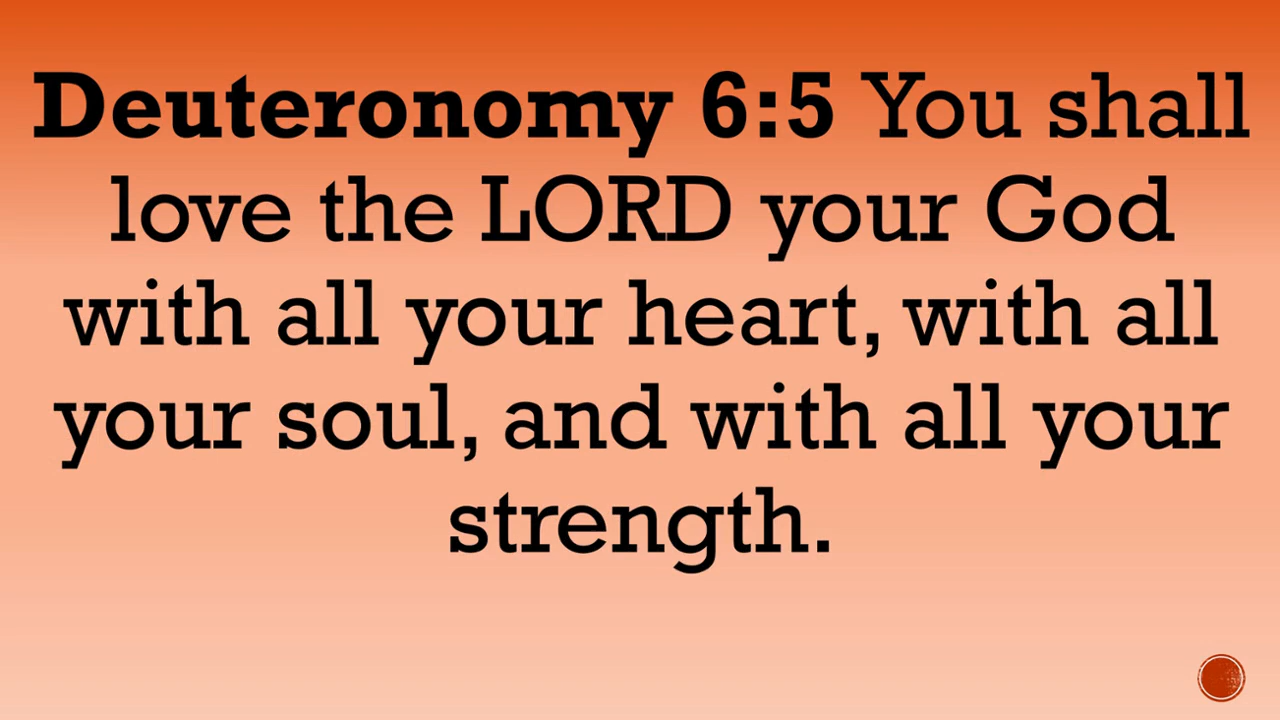 Deuteronomy 6:5 You shall
love the LORD your God
with all your heart, with all
your soul, and with all your
strength.